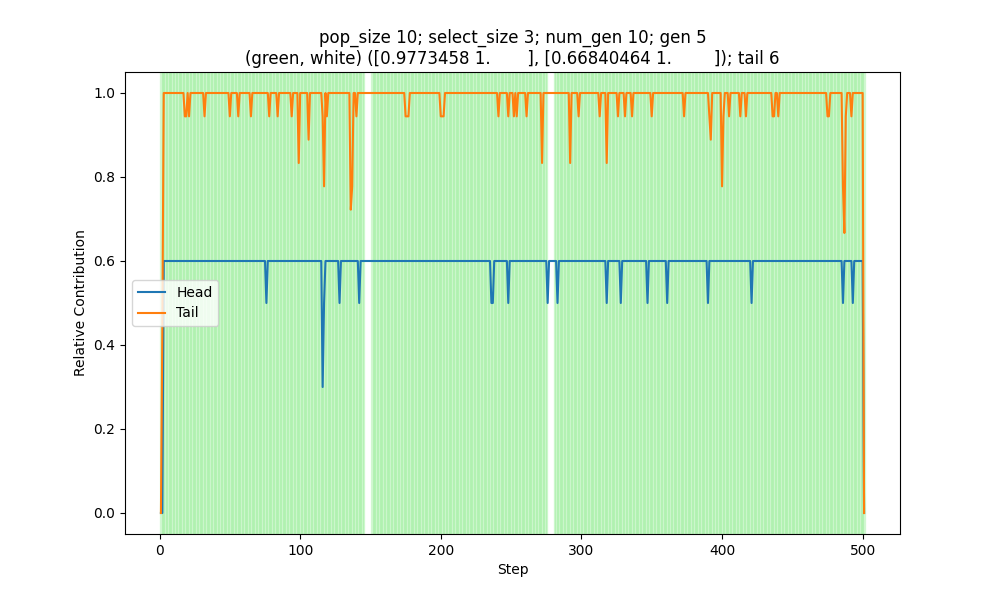 pop_size 10; select_size 3; num_gen 10; gen 5
(green, white) ([0.9773458 1.       ], [0.66840464 1.        ]); tail 6
1.0
0.8
0.6
0.4
0.2
0.0
Relative Contribution
Head
Tail
0
100
200
300
400
500
Step